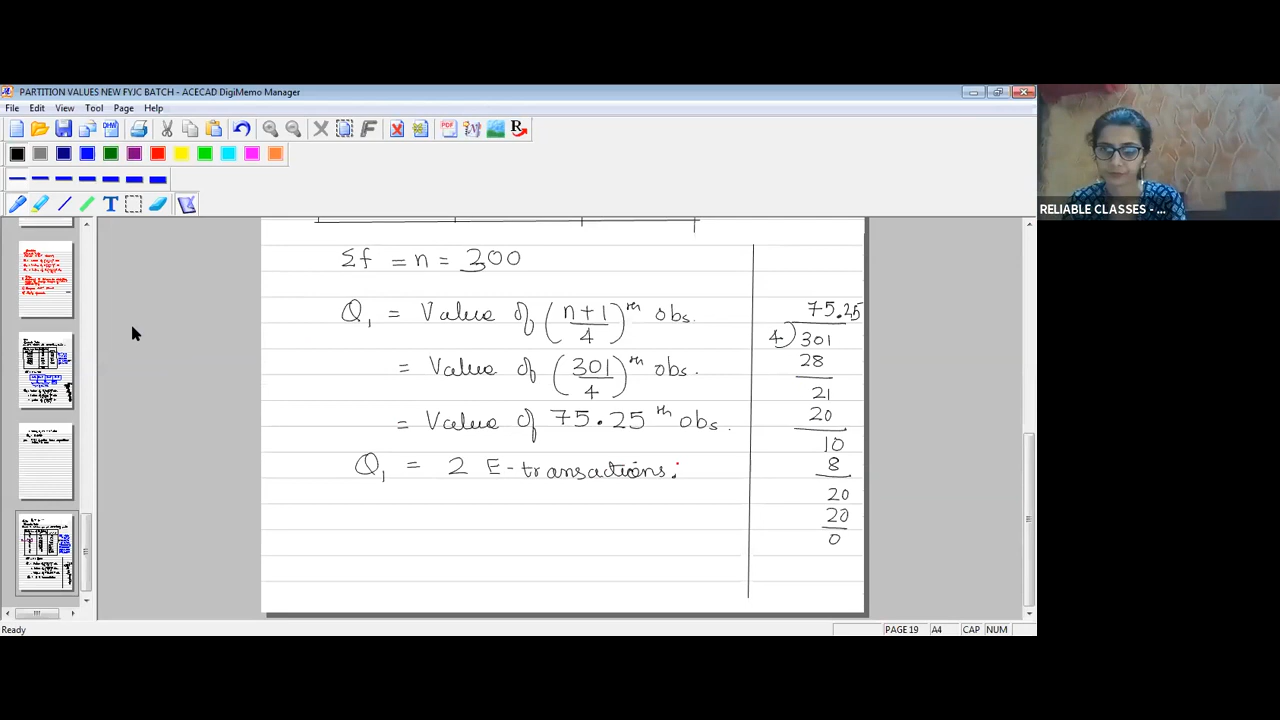 PARTITION VALUES NEW FYJC BATCH - ACECAD DigiMemo Manager
File Edit View Tool Page Help
RELIABLE CLASSES - ...
Σf = n = 300
Q₁ = Value of (n+1/4)ᵗʰ obs.
= Value of (301/4)ᵗʰ obs.
= Value of 75.25ᵗʰ obs.
Q₁ = 2 E-transactions.
75.25
4)301
28
21
20
10
8
20
20
0
Ready PAGE 19 A4 CAP NUM